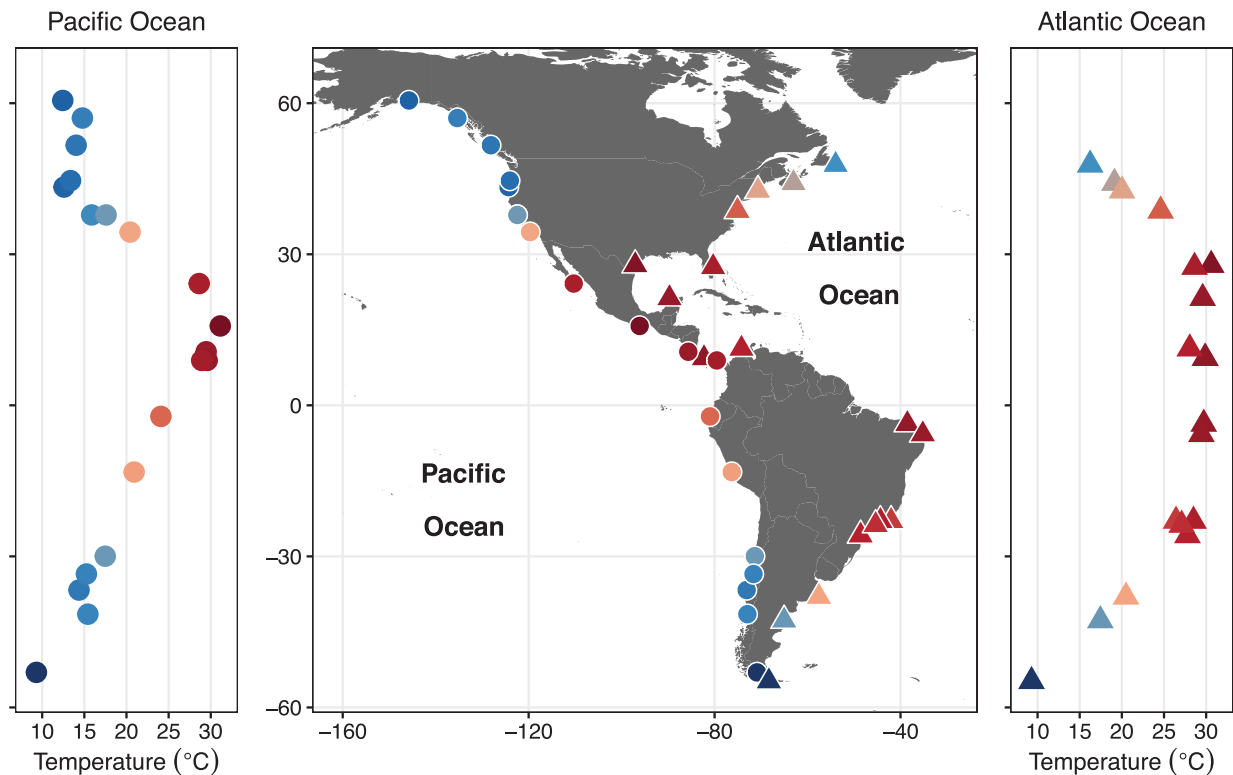 Pacific Ocean
Atlantic Ocean
60
30
0
−30
−60
Atlantic
Ocean
Pacific
Ocean
10 15 20 25 30
−160 −120 −80 −40
10 15 20 25 30
Temperature (°C)
Temperature (°C)